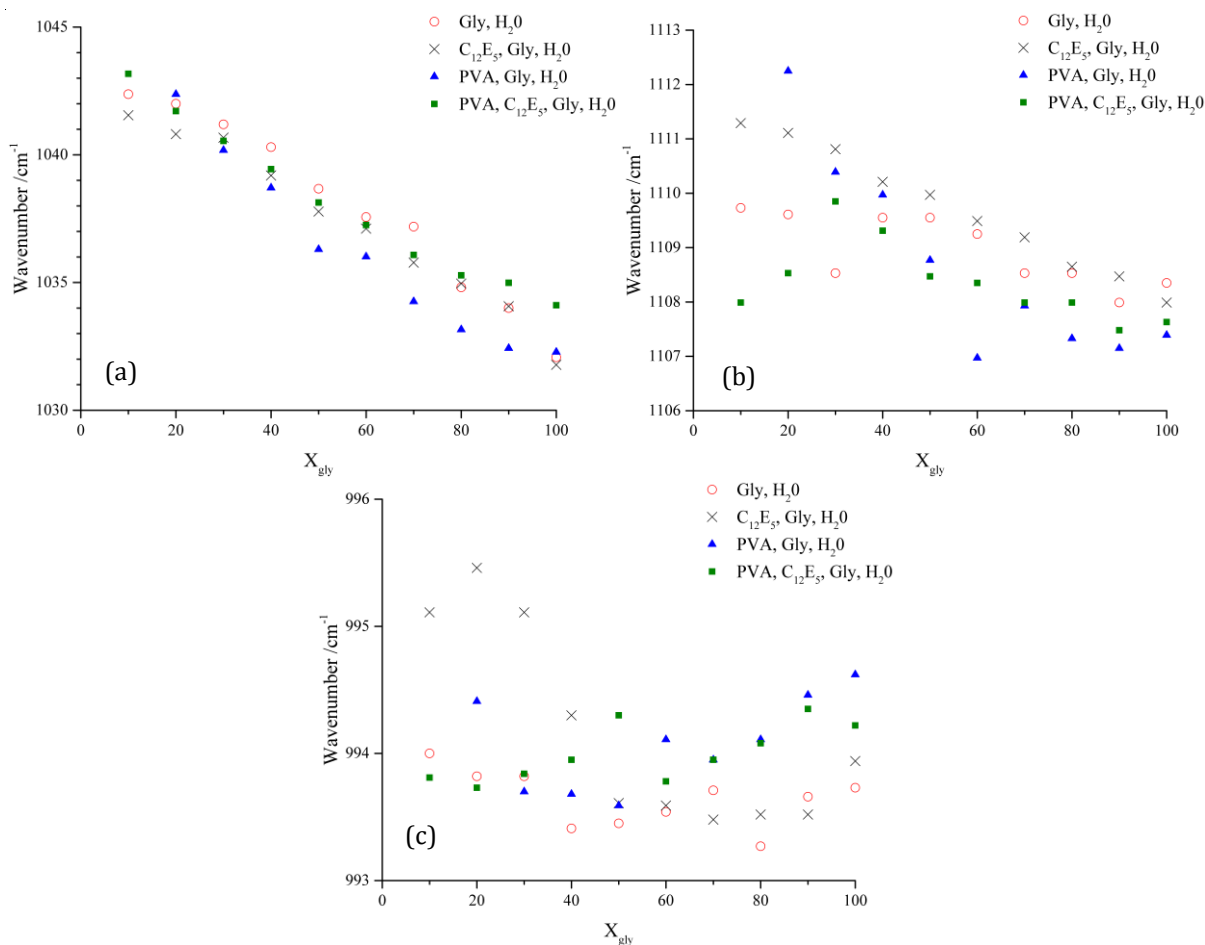 Gly, H₂0
C₁₂E₅, Gly, H₂0
PVA, Gly, H₂0
PVA, C₁₂E₅, Gly, H₂0
Wavenumber /cm⁻¹
1045
1040
1035
1030
0
20
40
60
80
100
X_gly
(a)
Gly, H₂0
C₁₂E₅, Gly, H₂0
PVA, Gly, H₂0
PVA, C₁₂E₅, Gly, H₂0
Wavenumber /cm⁻¹
1113
1112
1111
1110
1109
1108
1107
1106
0
20
40
60
80
100
X_gly
(b)
Gly, H₂0
C₁₂E₅, Gly, H₂0
PVA, Gly, H₂0
PVA, C₁₂E₅, Gly, H₂0
Wavenumber /cm⁻¹
996
995
994
993
0
20
40
60
80
100
X_gly
(c)